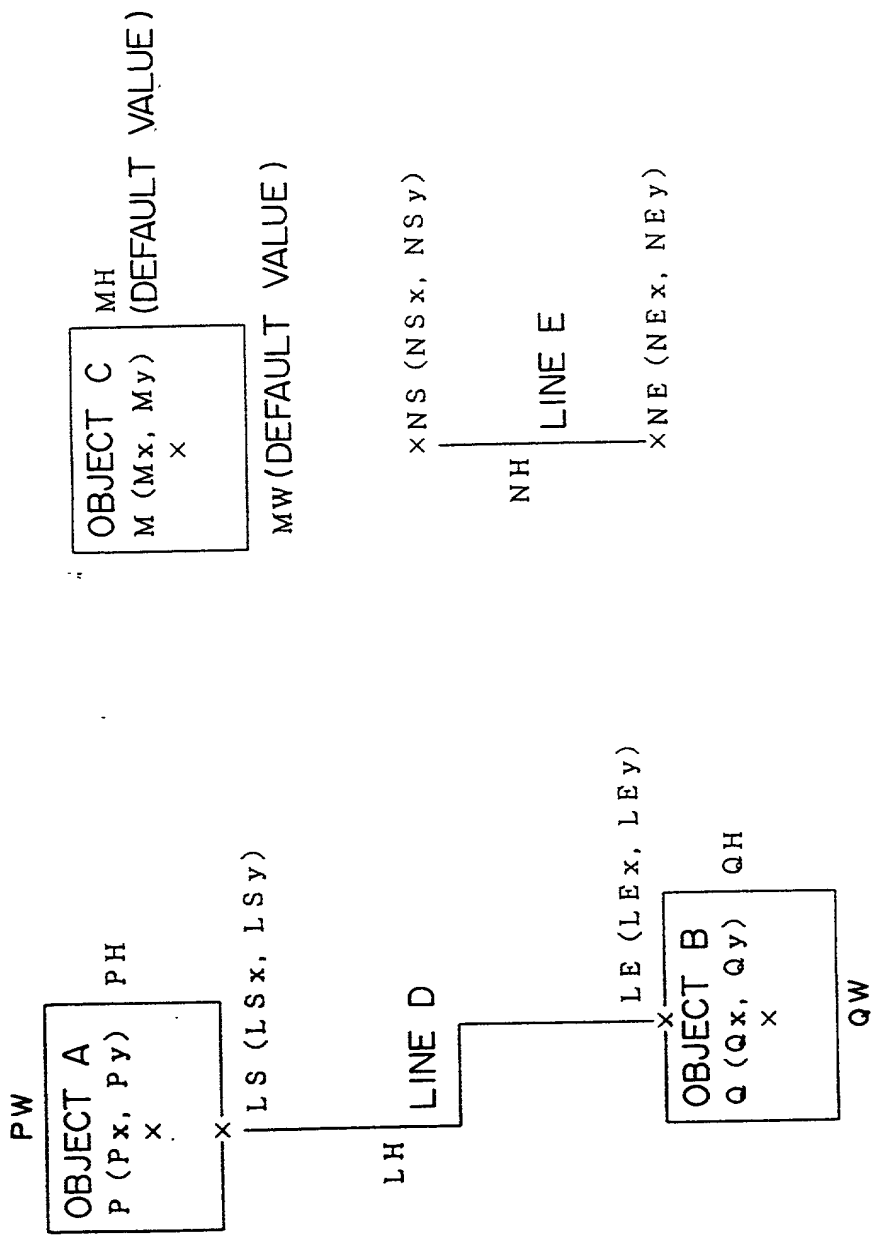 PW
OBJECT A
P (Px, Py)
PH
LS (LSx, LSy)
LH
LINE D
LE (LEx, LEy)
OBJECT B
Q (Qx, Qy)
QH
QW
OBJECT C
M (Mx, My)
MH
(DEFAULT VALUE)
MW (DEFAULT VALUE)
NS (NSx, NSy)
NH
LINE E
NE (NEx, NEy)